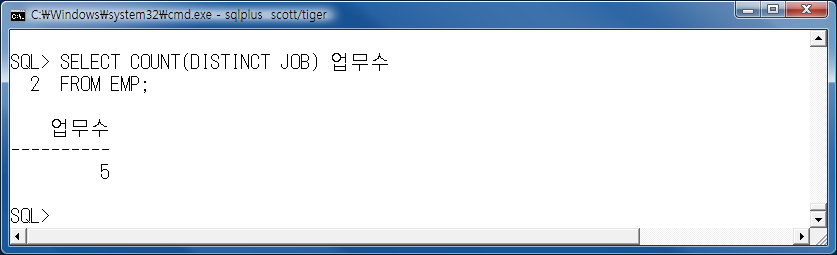 C:₩Windows₩system32₩cmd.exe - sqlplus  scott/tiger
SQL> SELECT COUNT(DISTINCT JOB) 업무수
  2  FROM EMP;
    업무수
----------
         5
SQL>